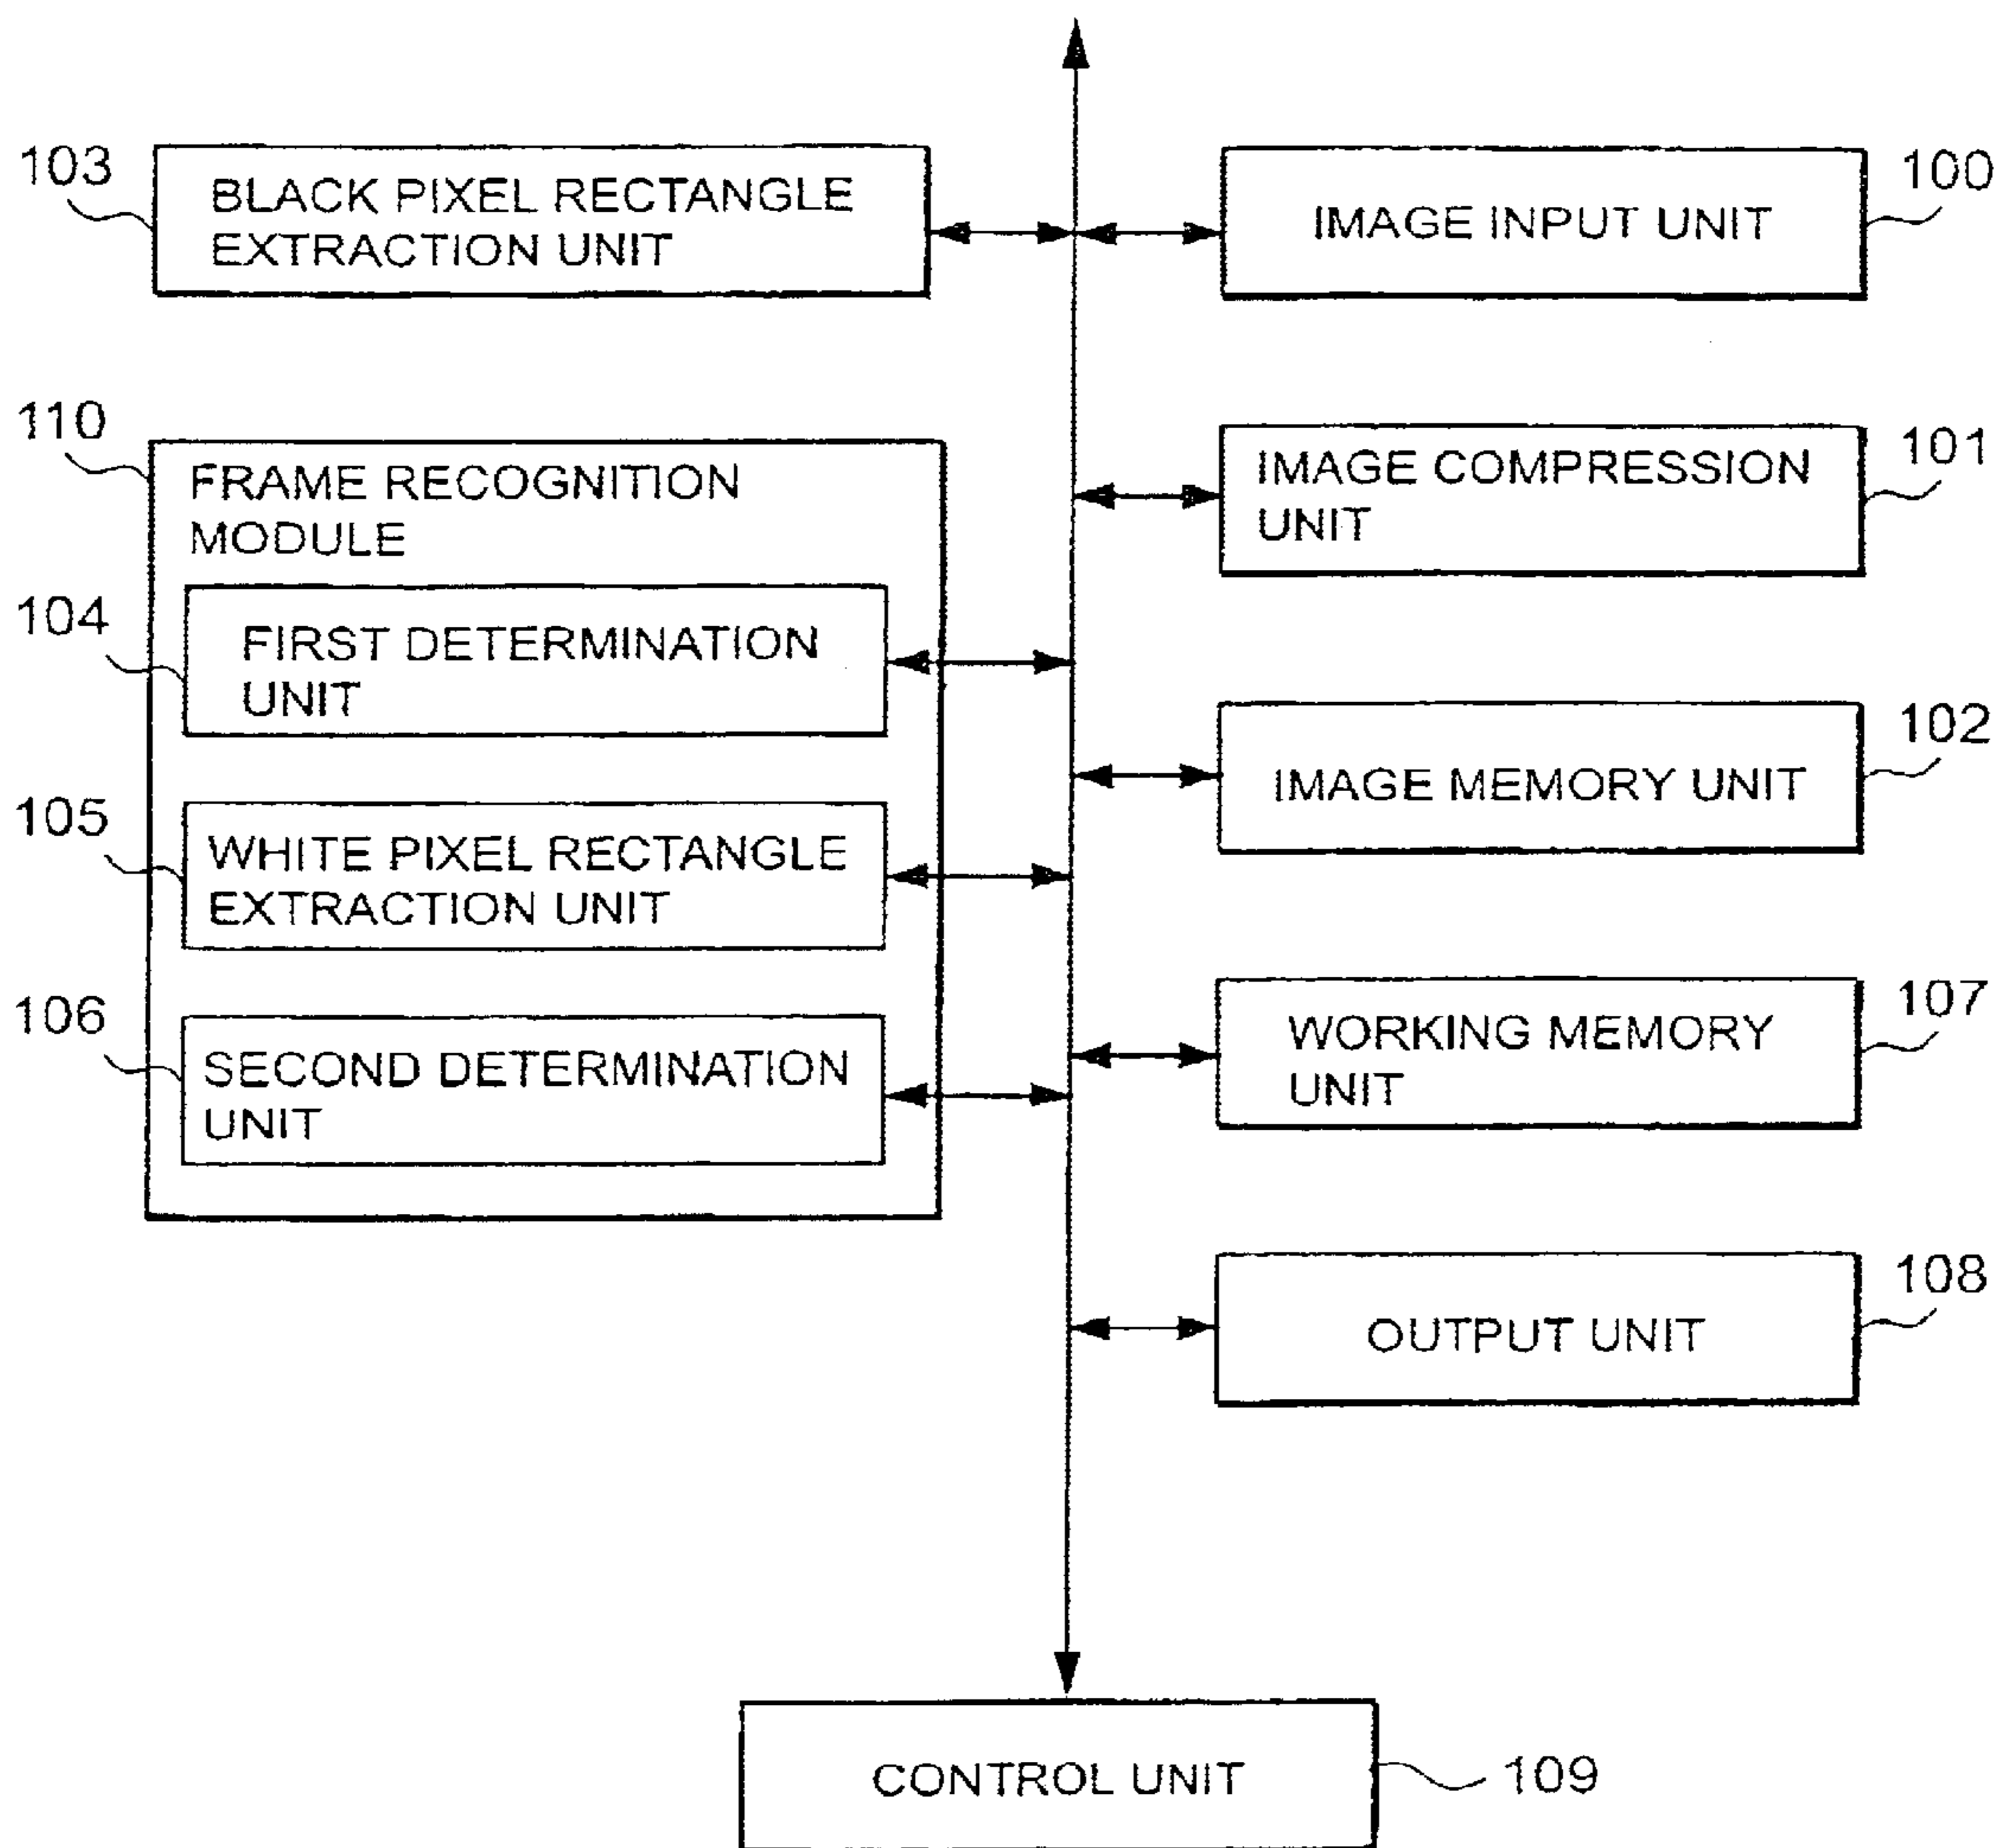 103
BLACK PIXEL RECTANGLE
EXTRACTION UNIT
100
IMAGE INPUT UNIT
110
FRAME RECOGNITION
MODULE
101
IMAGE COMPRESSION
UNIT
104
FIRST DETERMINATION
UNIT
102
IMAGE MEMORY UNIT
105
WHITE PIXEL RECTANGLE
EXTRACTION UNIT
106
SECOND DETERMINATION
UNIT
107
WORKING MEMORY
UNIT
108
OUTPUT UNIT
CONTROL UNIT
109